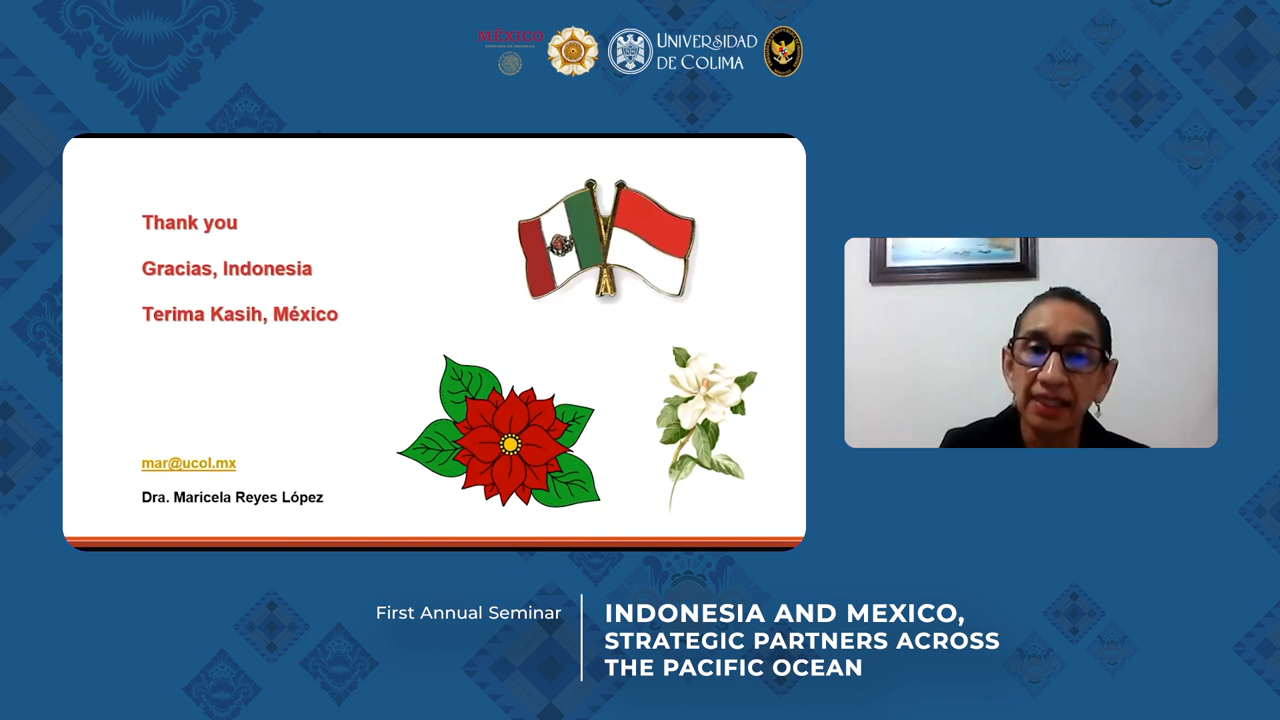 MÉXICO
UNIVERSIDAD
DE COLIMA
Thank you
Gracias, Indonesia
Terima Kasih, México
mar@ucol.mx
Dra. Maricela Reyes López
First Annual Seminar
INDONESIA AND MEXICO,
STRATEGIC PARTNERS ACROSS
THE PACIFIC OCEAN